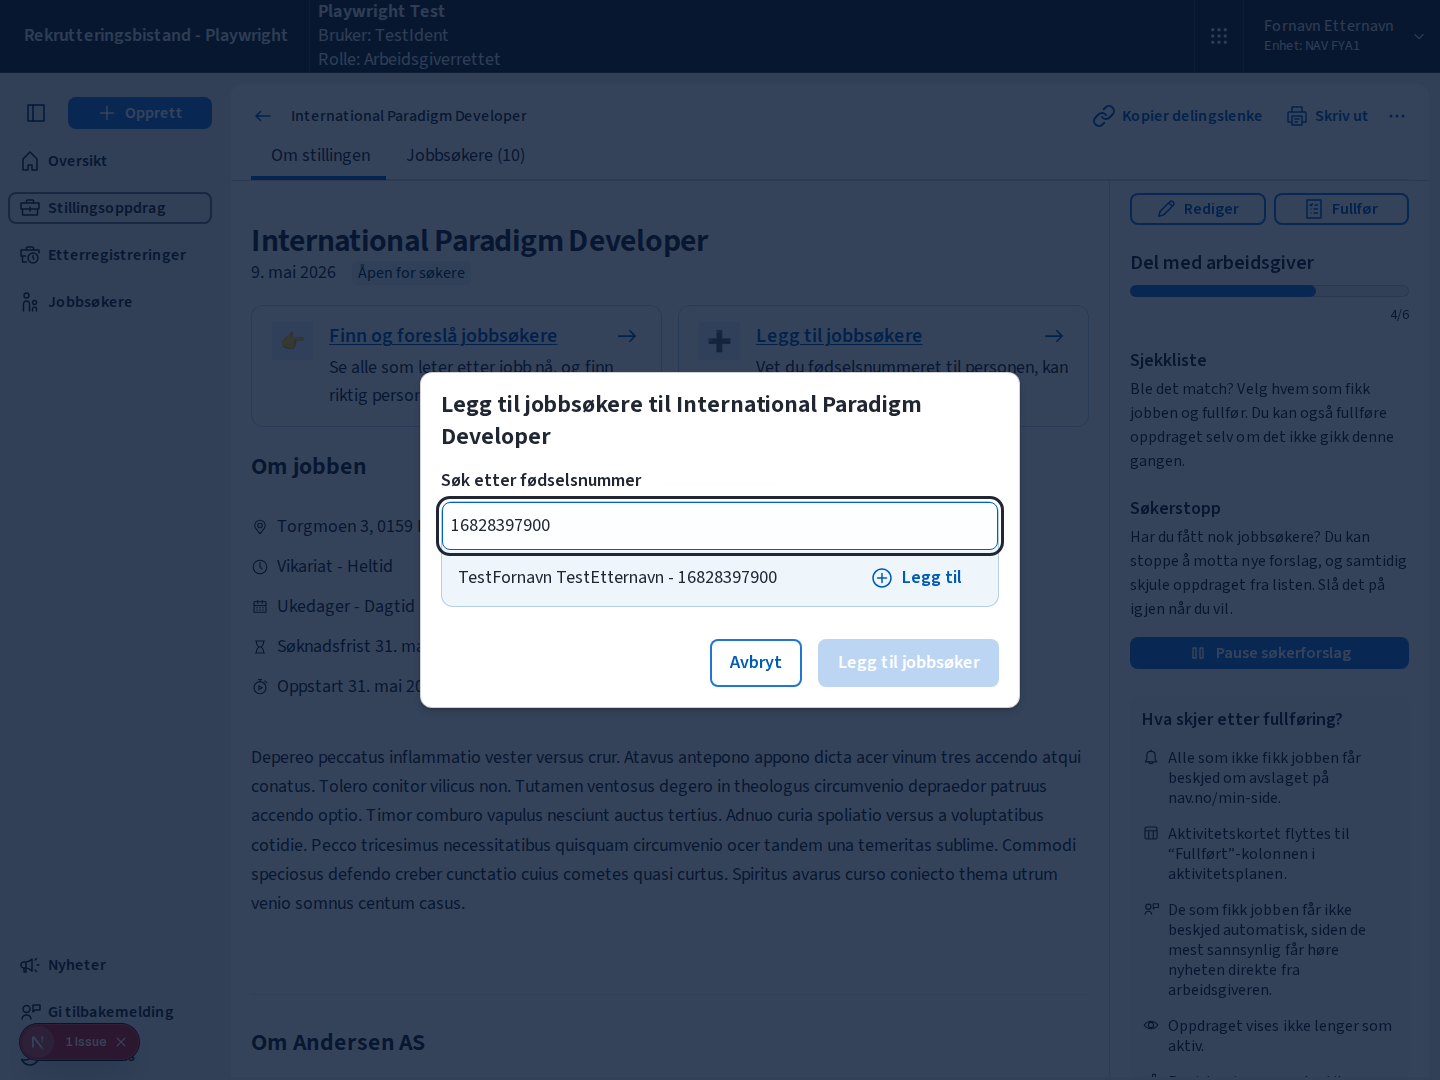 Rekrutteringsbistand - Playwright
Playwright Test
Bruker: TestIdent
Rolle: Arbeidsgiverrettet
Fornavn Etternavn
Enhet: NAV FYA1
Opprett
Oversikt
Stillingsoppdrag
Etterregistreringer
Jobbsøkere
International Paradigm Developer
Kopier delingslenke
Skriv ut
Om stillingen
Jobbsøkere (10)
International Paradigm Developer
9. mai 2026
Åpen for søkere
Finn og foreslå jobbsøkere
Se alle som leter etter jobb nå, og finn
riktig
Legg til jobbsøkere
Vet du fødselsnummeret til personen, kan
Legg til jobbsøkere til International Paradigm
Developer
Søk etter fødselsnummer
16828397900
TestFornavn TestEtternavn - 16828397900
Legg til
Avbryt
Legg til jobbsøker
Om jobben
Torgmoen 3, 0159
Vikariat - Heltid
Ukedager - Dagtid
Søknadsfrist 31.
Oppstart 31. mai
Depereo peccatus inflammatio vester versus crur. Atavus antepono appono dicta acer vinum tres accendo atqui
conatus. Tolero conitor vilicus non. Tutamen ventosus degero in theologus circumvenio depraedor patruus
accendo optio. Timor comburo vapulus nesciunt auctus tertius. Adnuo curia spoliatio versus a voluptatibus
cotidie. Pecco tricesimus necessitatibus quisquam circumvenio ocer tandem una temeritas sublime. Commodi
speciosus defendo creber cunctatio cuius cometes quasi curtus. Spiritus avarus curso coniecto thema utrum
venio somnus centum casus.
Om Andersen AS
Rediger
Fullfør
Del med arbeidsgiver
4/6
Sjekkliste
Ble det match? Velg hvem som fikk
jobben og fullfør. Du kan også fullføre
oppdraget selv om det ikke gikk denne
gangen.
Søkerstopp
Har du fått nok jobbsøkere? Du kan
stoppe å motta nye forslag, og samtidig
skjule oppdraget fra listen. Slå det på
igjen når du vil.
Pause søkerforslag
Hva skjer etter fullføring?
Alle som ikke fikk jobben får
beskjed om avslaget på
nav.no/min-side.
Aktivitetskortet flyttes til
“Fullført”-kolonnen i
aktivitetsplanen.
De som fikk jobben får ikke
beskjed automatisk, siden de
mest sannsynlig får høre
nyheten direkte fra
arbeidsgiveren.
Oppdraget vises ikke lenger som
aktiv.
Nyheter
Gi tilbakemelding
N
1 Issue